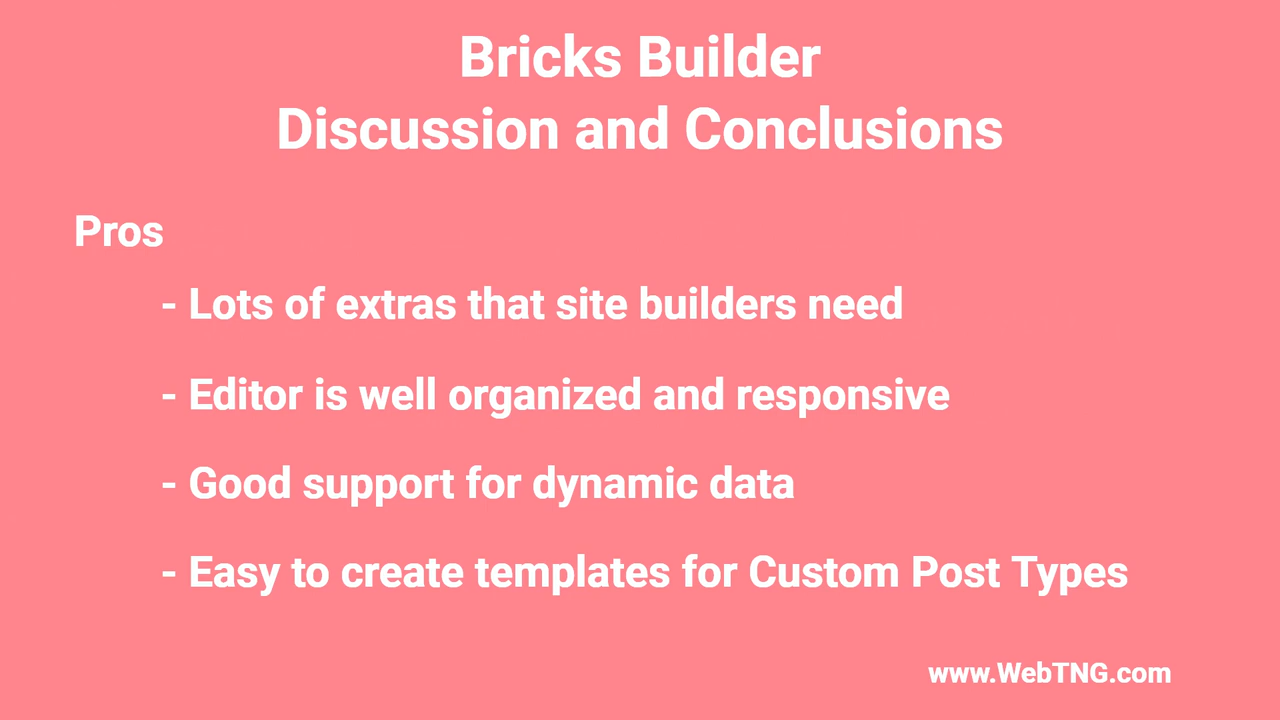 Bricks Builder
Discussion and Conclusions
Pros
- Lots of extras that site builders need
- Editor is well organized and responsive
- Good support for dynamic data
- Easy to create templates for Custom Post Types
www.WebTNG.com